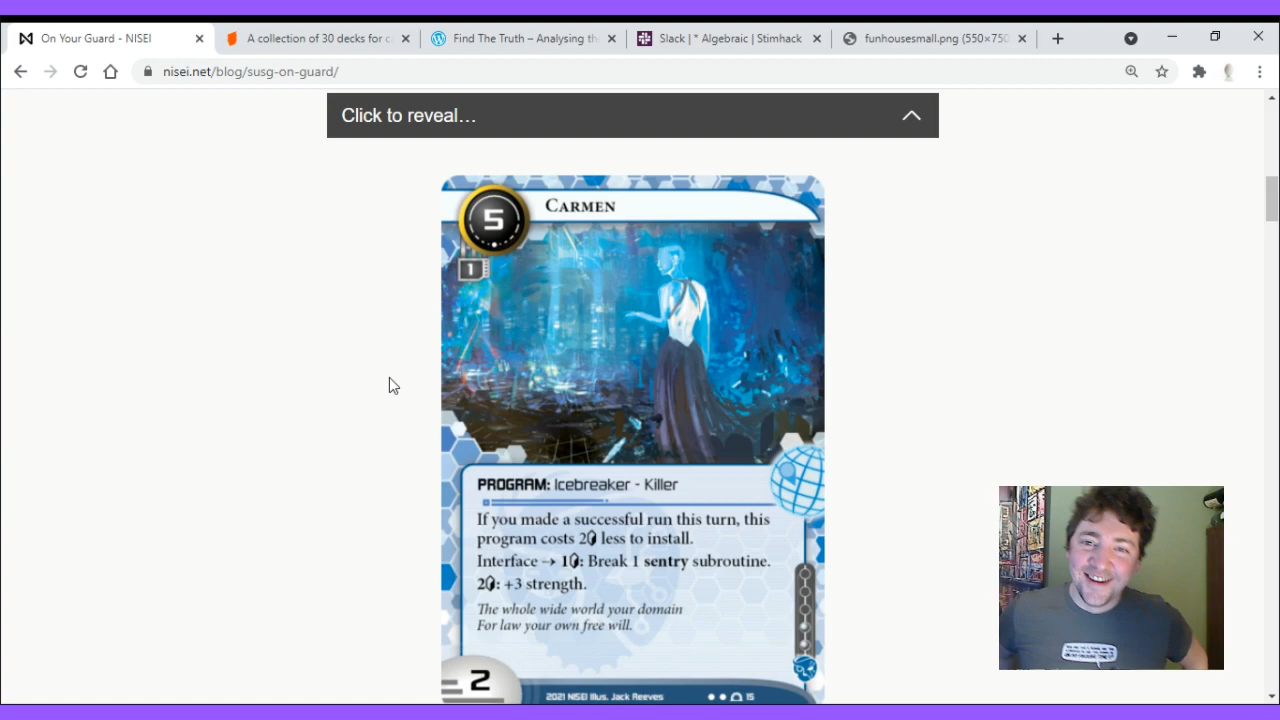 On Your Guard - NISEI
A collection of 30 decks for c
Find The Truth – Analysing th
Slack | * Algebraic | Stimhack
funhousesmall.png (550×750
nisei.net/blog/susg-on-guard/
Click to reveal…
5
CARMEN
1
PROGRAM: Icebreaker - Killer
If you made a successful run this turn, this
program costs 2 less to install.
Interface → 1: Break 1 sentry subroutine.
2: +3 strength.
The whole wide world your domain
For law your own free will.
2
2021 NISEI Illus. Jack Reeves
15